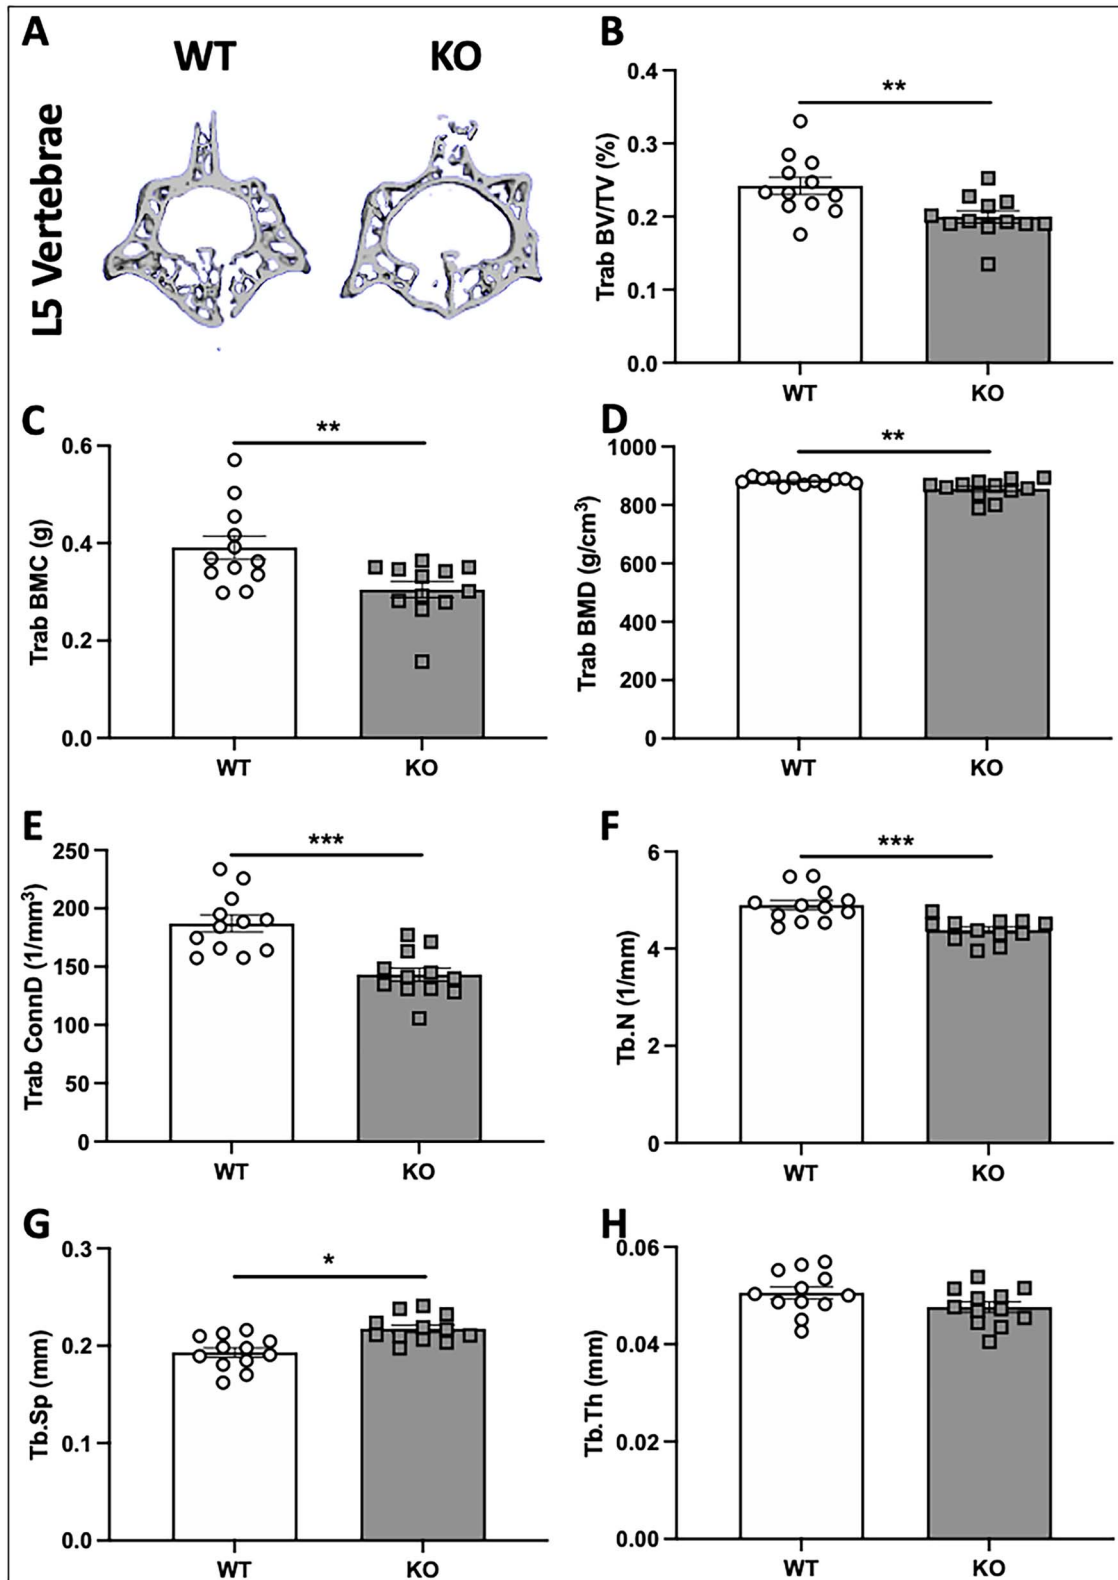 A
WT
KO
L5 Vertebrae
B
Trab BV/TV (%)
0.4
0.3
0.2
0.1
0.0
**
WT
KO
C
Trab BMC (g)
0.6
0.4
0.2
0.0
**
WT
KO
D
Trab BMD (g/cm³)
1000
800
600
400
200
0
**
WT
KO
E
Trab ConnD (1/mm³)
250
200
150
100
50
0
***
WT
KO
F
Tb.N (1/mm)
6
4
2
0
***
WT
KO
G
Tb.Sp (mm)
0.3
0.2
0.1
0.0
*
WT
KO
H
Tb.Th (mm)
0.06
0.04
0.02
0.00
WT
KO